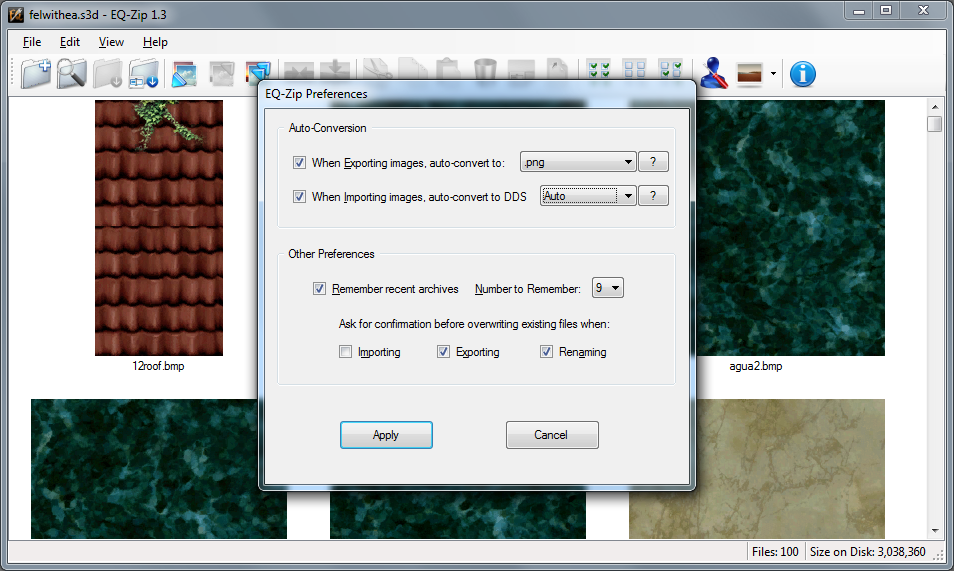 felwithea.s3d - EQ-Zip 1.3
File Edit View Help
EQ-Zip Preferences
Auto-Conversion
When Exporting images, auto-convert to: .png ?
When Importing images, auto-convert to DDS Auto ?
Other Preferences
Remember recent archives Number to Remember: 9
Ask for confirmation before overwriting existing files when:
Importing Exporting Renaming
12roof.bmp
agua2.bmp
Apply Cancel
Files: 100 Size on Disk: 3,038,360